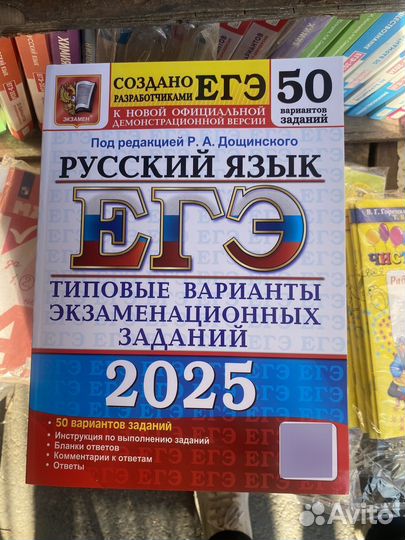 СОЗДАНО
РАЗРАБОТЧИКАМИ ЕГЭ
50
вариантов
заданий
К НОВОЙ ОФИЦИАЛЬНОЙ
ДЕМОНСТРАЦИОННОЙ ВЕРСИИ
ЭКЗАМЕН
Под редакцией Р. А. Дощинского
РУССКИЙ ЯЗЫК
ЕГЭ
ТИПОВЫЕ ВАРИАНТЫ
ЭКЗАМЕНАЦИОННЫХ
ЗАДАНИЙ
2025
• 50 вариантов заданий
• Инструкция по выполнению заданий
• Бланки ответов
• Комментарии к ответам
• Ответы
Avito